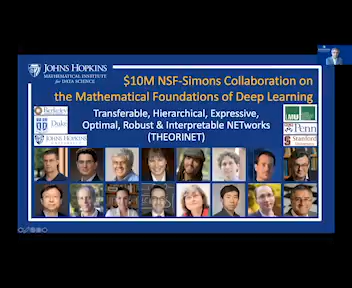 JOHNS HOPKINS
MATHEMATICAL INSTITUTE
for DATA SCIENCE
$10M NSF-Simons Collaboration on
the Mathematical Foundations of Deep Learning
Transferable, Hierarchical, Expressive,
Optimal, Robust & Interpretable NETworks
(THEORINET)
Berkeley
Duke
JOHNS HOPKINS
Penn
Stanford